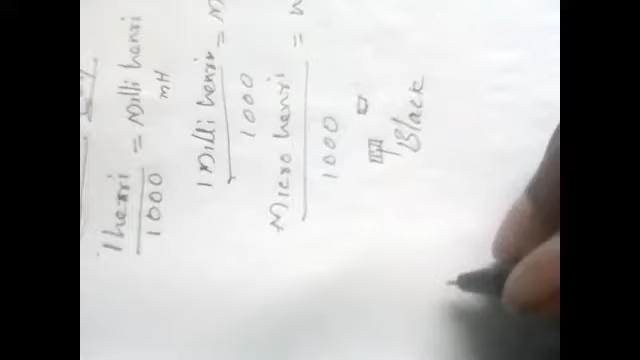 1 henri
1000
= Milli henri
mH
1 Milli henri
1000
=
Micro henri
1000
=
Black